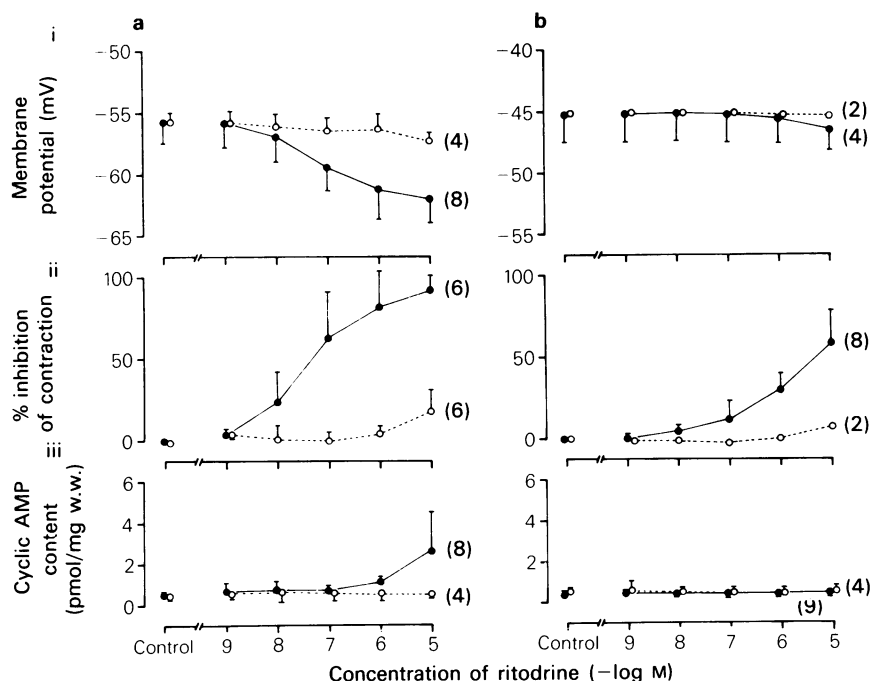 a
b
i
Membrane
potential (mV)
−50
−55
−60
−65
(4)
(8)
−40
−45
−50
−55
(2)
(4)
ii
% inhibition
of contraction
100
50
0
(6)
(6)
100
50
0
(8)
(2)
iii
Cyclic AMP
content
(pmol/mg w.w.)
6
4
2
0
(8)
(4)
6
4
2
(4)
(9)
Control 9 8 7 6 5
Control 9 8 7 6 5
Concentration of ritodrine (−log M)